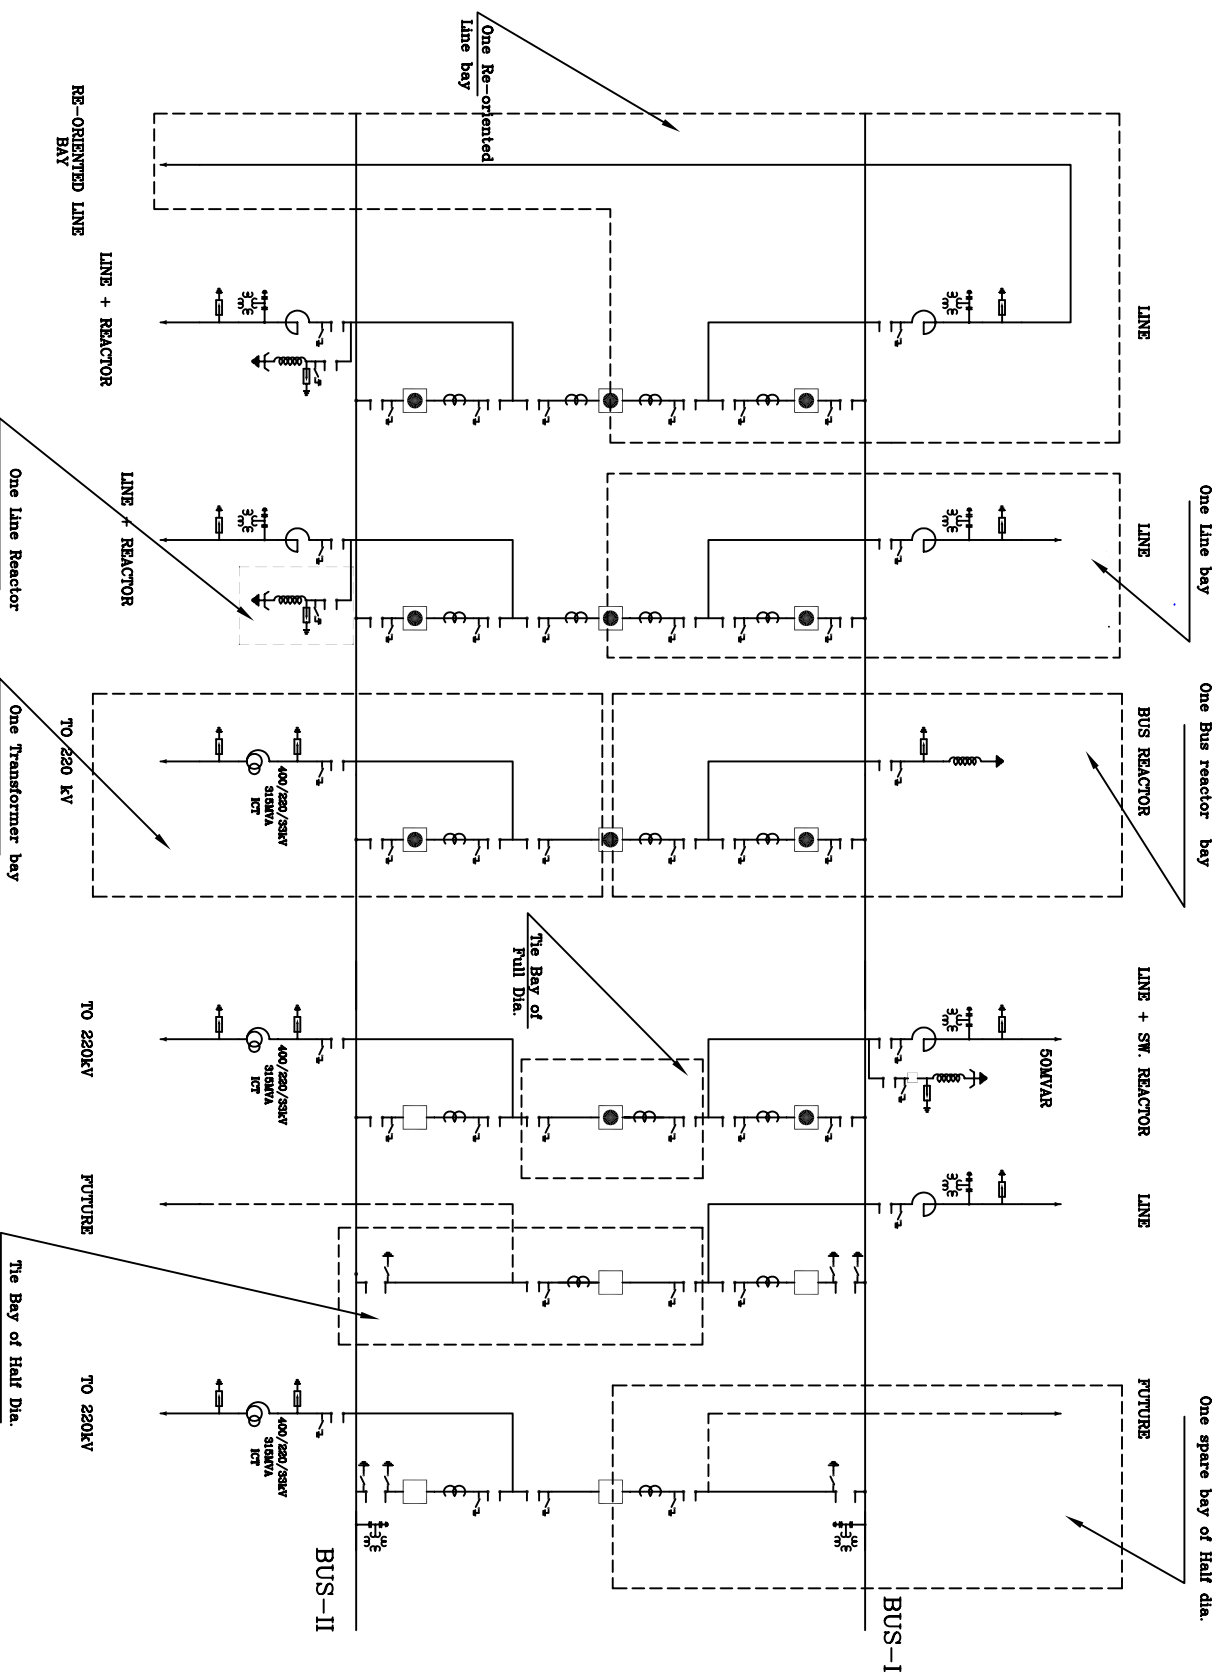 One Line bay
One Bus reactor bay
One spare bay of Half dia.
LINE
LINE
BUS REACTOR
LINE + SW. REACTOR
LINE
FUTURE
50MVAR
BUS-I
One Re-oriented
Line bay
Tie Bay of
Full Dia.
BUS-II
400/220/33kV
315MVA
ICT
400/220/33kV
315MVA
ICT
400/220/33kV
315MVA
ICT
RE-ORIENTED LINE
BAY
LINE + REACTOR
LINE + REACTOR
TO 220 kV
TO 220kV
FUTURE
TO 220kV
One Line Reactor
One Transformer bay
Tie Bay of Half Dia.